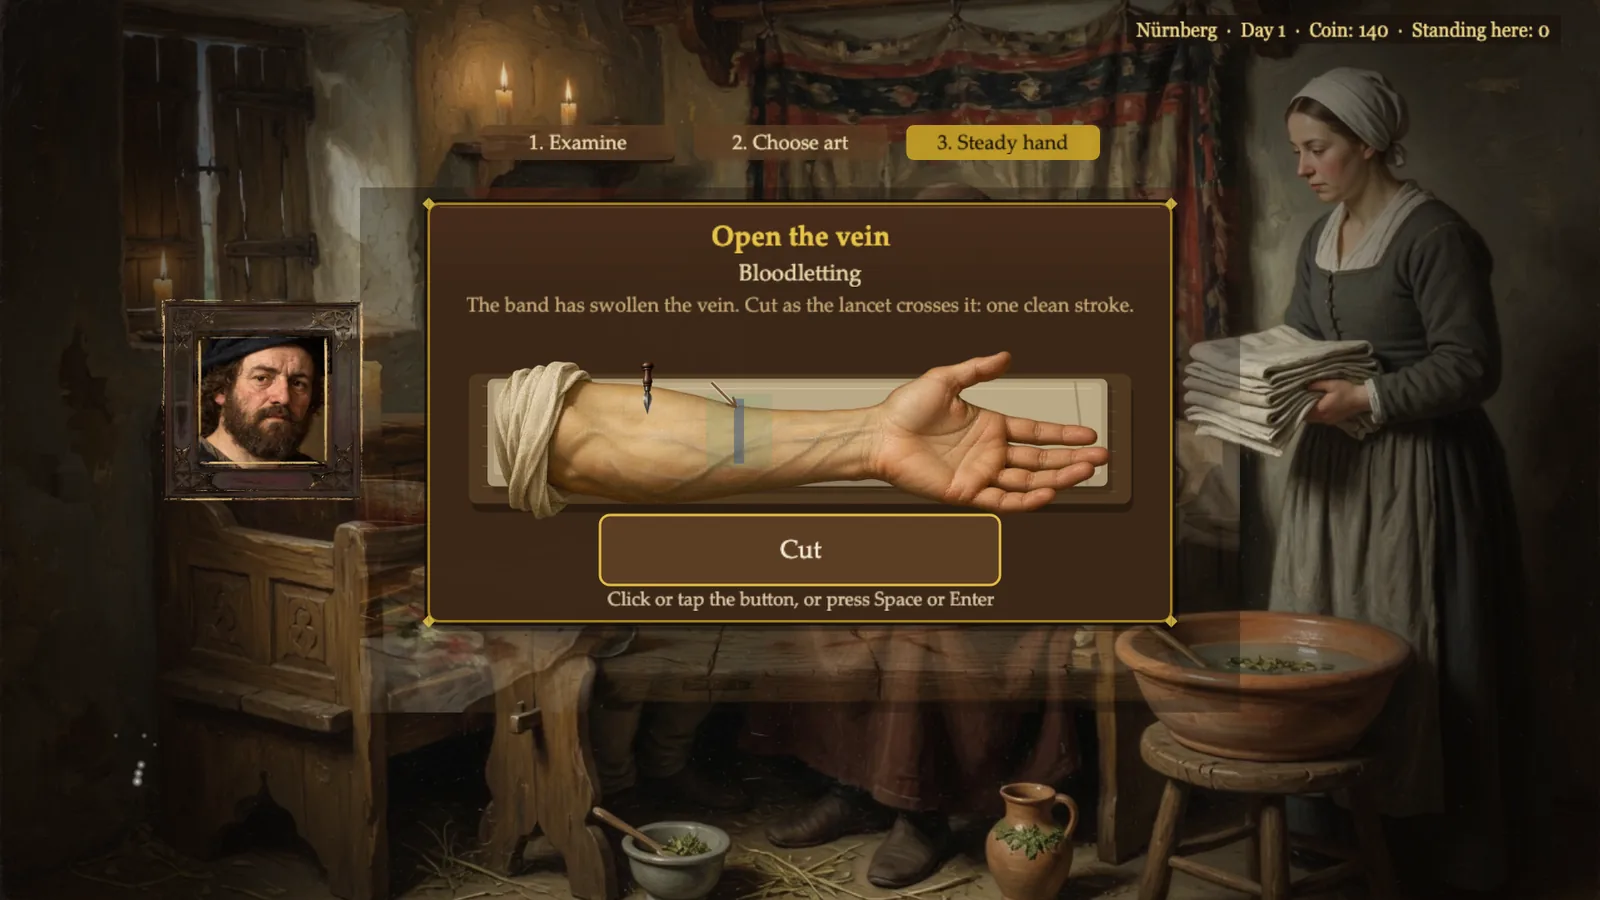 Nürnberg · Day 1 · Coin: 140 · Standing here: 0
1. Examine
2. Choose art
3. Steady hand
Open the vein
Bloodletting
The band has swollen the vein. Cut as the lancet crosses it: one clean stroke.
Cut
Click or tap the button, or press Space or Enter